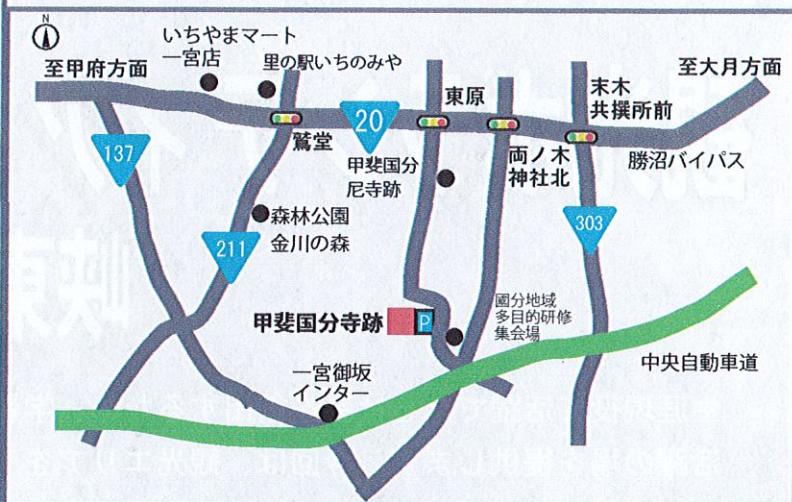 N
いちやまマート
一宮店
里の駅いちのみや
至甲府方面
至大月方面
東原
末木
共撰所前
20
鶯堂
137
甲斐国分
尼寺跡
両ノ木
神社北
勝沼バイパス
森林公園
金川の森
211
303
甲斐国分寺跡
P
國分地域
多目的研修
集会場
一宮御坂
インター
中央自動車道